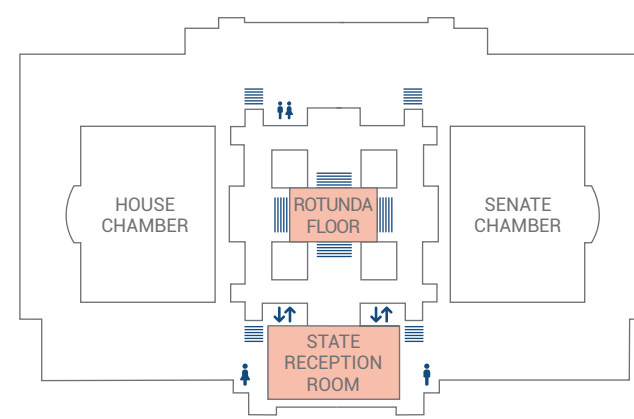 HOUSE
CHAMBER
ROTUNDA
FLOOR
SENATE
CHAMBER
STATE
RECEPTION
ROOM